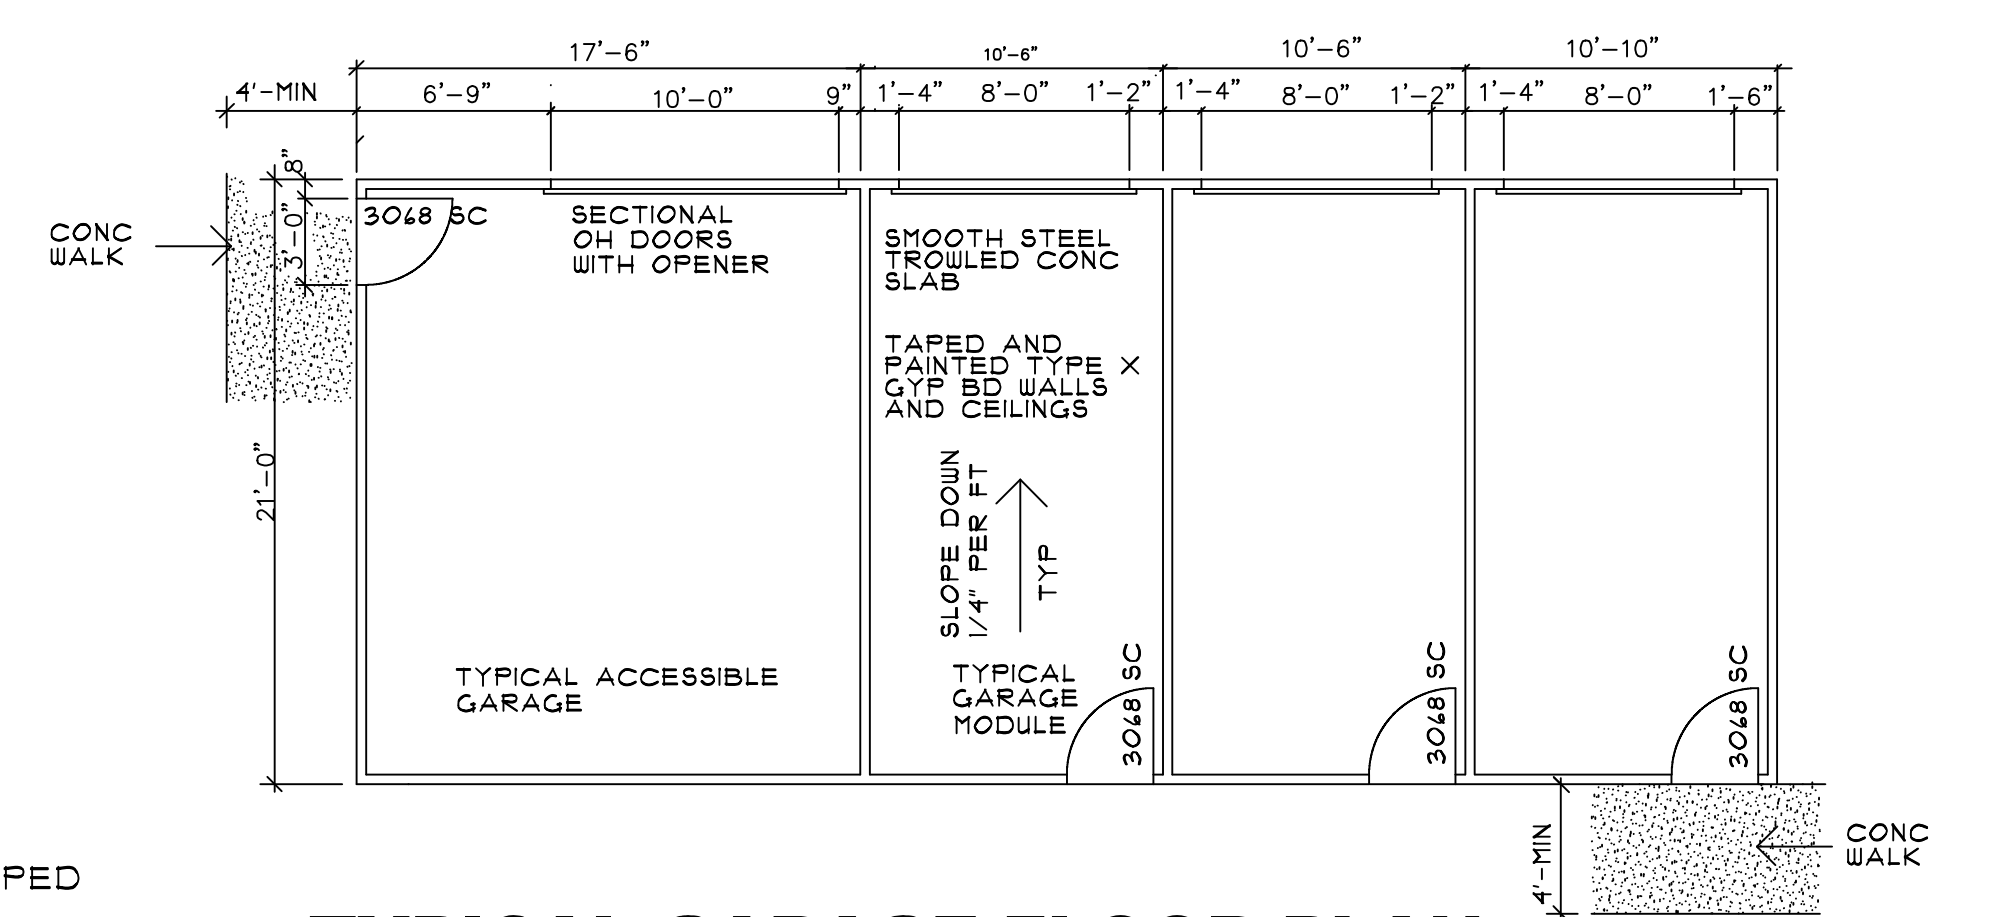 17'-6"
10'-6"
10'-6"
10'-10"
4'-MIN
6'-9"
10'-0"
9"
1'-4"
8'-0"
1'-2"
1'-4"
8'-0"
1'-2"
1'-4"
8'-0"
1'-6"
8"
3'-0"
21'-0"
CONC
WALK
3068 SC
SECTIONAL
OH DOORS
WITH OPENER
SMOOTH STEEL
TROWLED CONC
SLAB
TAPED AND
PAINTED TYPE X
GYP BD WALLS
AND CEILINGS
SLOPE DOWN
1/4" PER FT
TYP
TYPICAL ACCESSIBLE
GARAGE
TYPICAL
GARAGE
MODULE
3068 SC
3068 SC
3068 SC
4'-MIN
CONC
WALK
PED